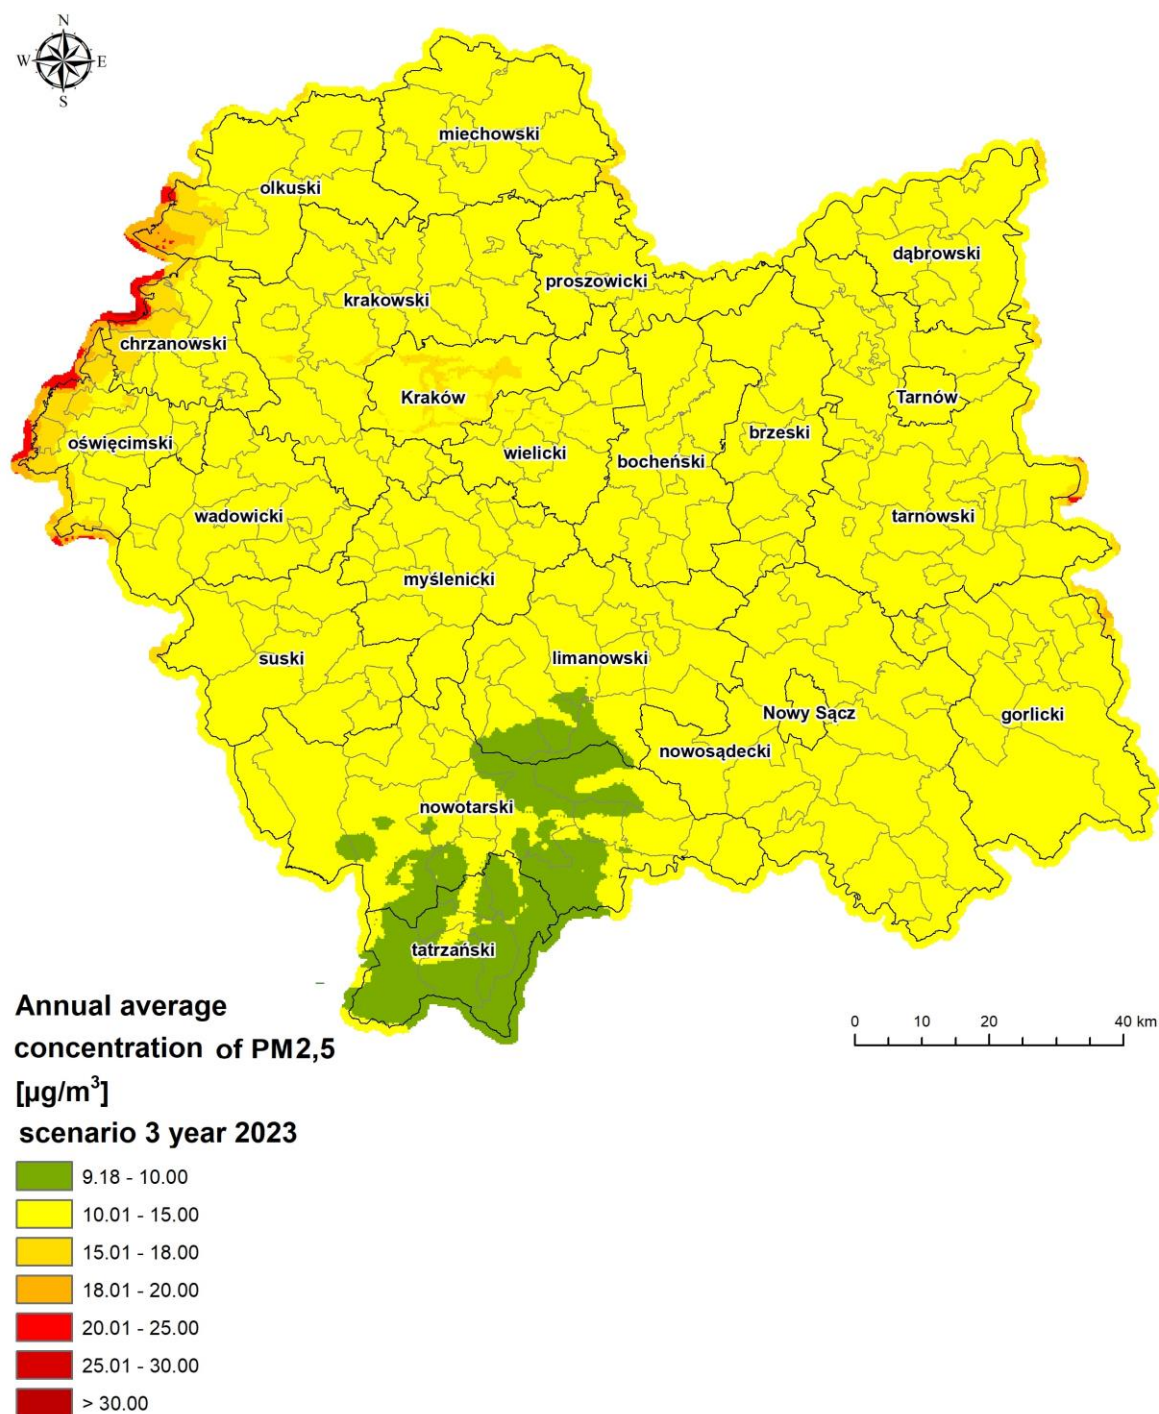 N
W E
S
miechowski
olkuski
dąbrowski
proszowicki
krakowski
chrzanowski
Kraków
Tarnów
oświęcimski
brzeski
wielicki
bocheński
wadowicki
tarnowski
myślenicki
suski
limanowski
Nowy Sącz
gorlicki
nowosądecki
nowotarski
tatrzański
Annual average
concentration of PM2,5
[µg/m³]
scenario 3 year 2023
0 10 20 40 km
9.18 - 10.00
10.01 - 15.00
15.01 - 18.00
18.01 - 20.00
20.01 - 25.00
25.01 - 30.00
> 30.00